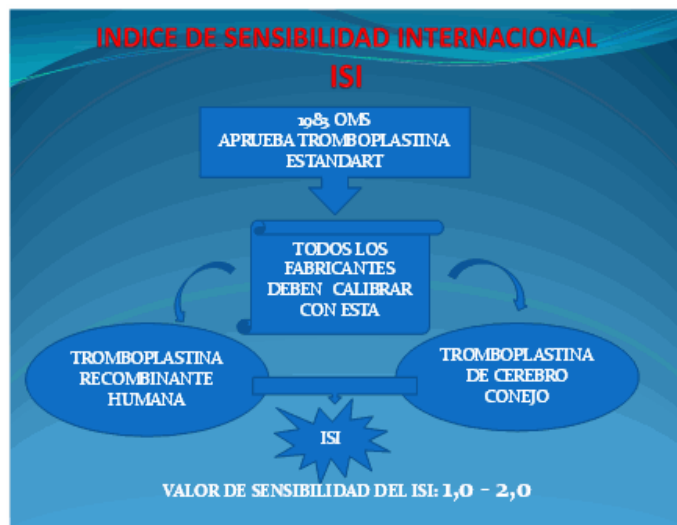 INDICE DE SENSIBILIDAD INTERNACIONAL
ISI
1983 OMS
APRUEBA TROMBOPLASTINA
ESTANDART
TODOS LOS
FABRICANTES
DEBEN CALIBRAR
CON ESTA
TROMBOPLASTINA
RECOMBINANTE
HUMANA
TROMBOPLASTINA
DE CEREBRO
CONEJO
ISI
VALOR DE SENSIBILIDAD DEL ISI: 1,0 - 2,0